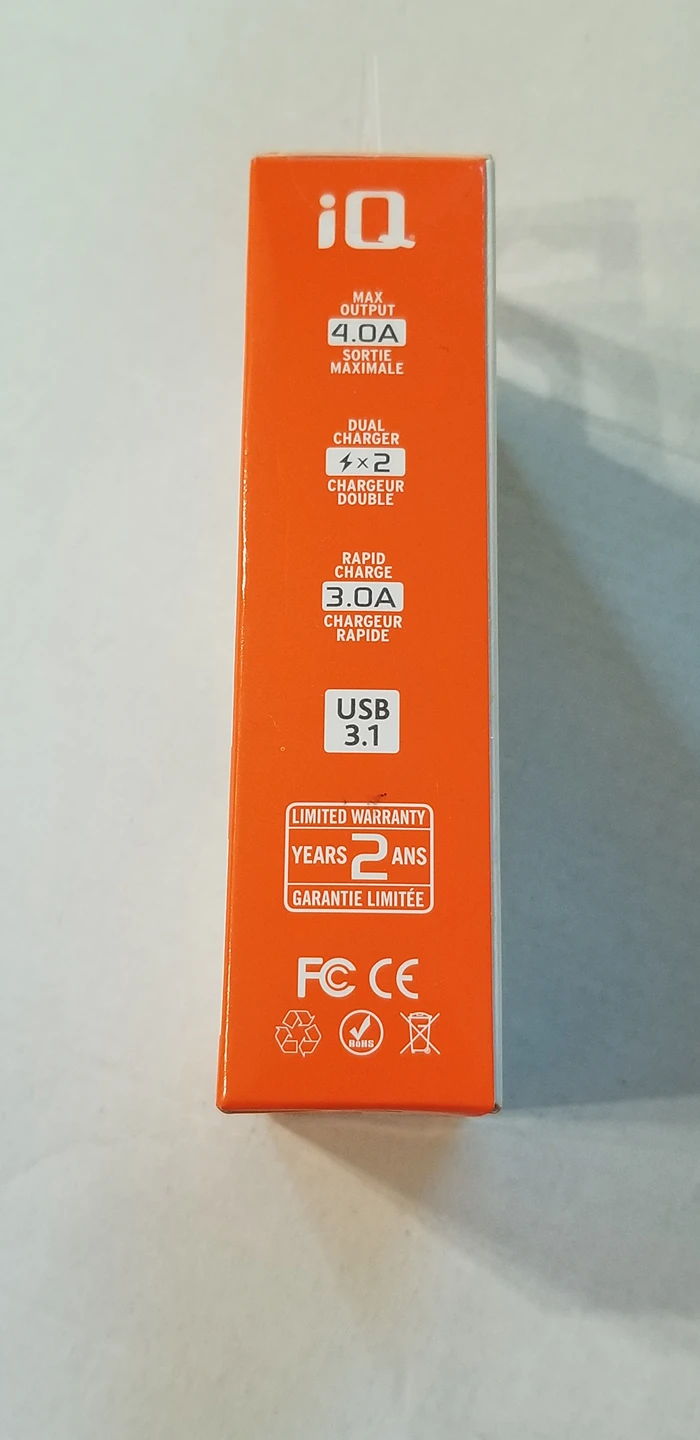 iQ
MAX
OUTPUT
4.0A
SORTIE
MAXIMALE
DUAL
CHARGER
x2
CHARGEUR
DOUBLE
RAPID
CHARGE
3.0A
CHARGEUR
RAPIDE
USB
3.1
LIMITED WARRANTY
YEARS 2 ANS
GARANTIE LIMITÉE
FC CE
RoHS